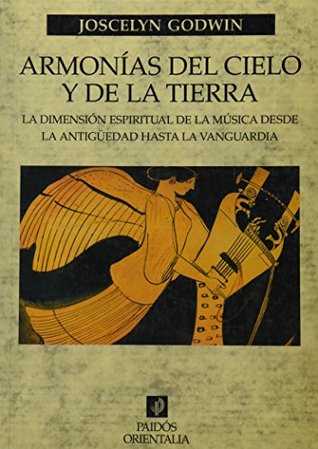 JOSCELYN GODWIN
ARMONÍAS DEL CIELO
Y DE LA TIERRA
LA DIMENSIÓN ESPIRITUAL DE LA MÚSICA DESDE
LA ANTIGÜEDAD HASTA LA VANGUARDIA
PAIDÓS
ORIENTALIA